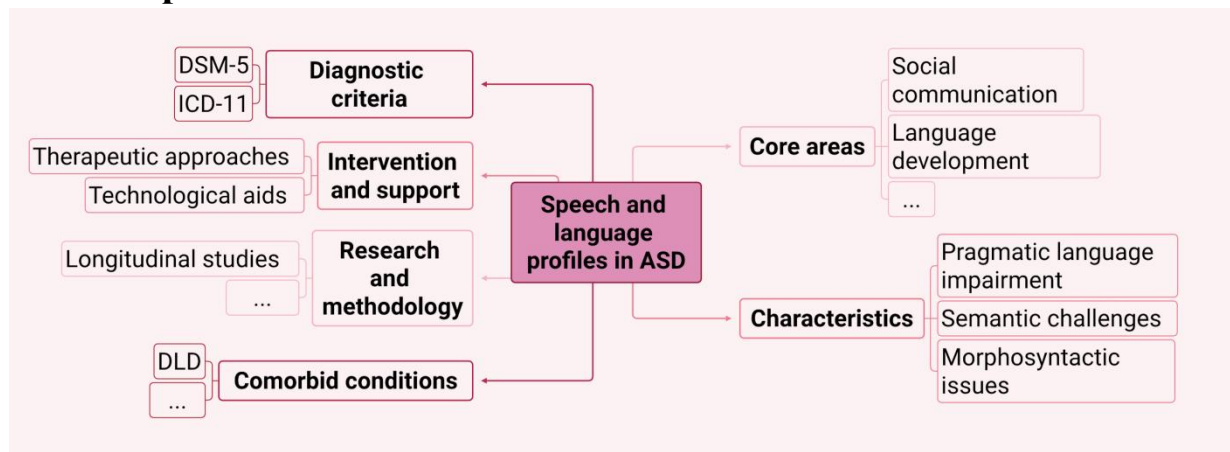 DSM-5
ICD-11
Diagnostic
criteria
Therapeutic approaches
Technological aids
Intervention
and support
Longitudinal studies
...
Research
and
methodology
DLD
...
Comorbid conditions
Speech and
language
profiles in ASD
Core areas
Social
communication
Language
development
...
Characteristics
Pragmatic language
impairment
Semantic challenges
Morphosyntactic
issues